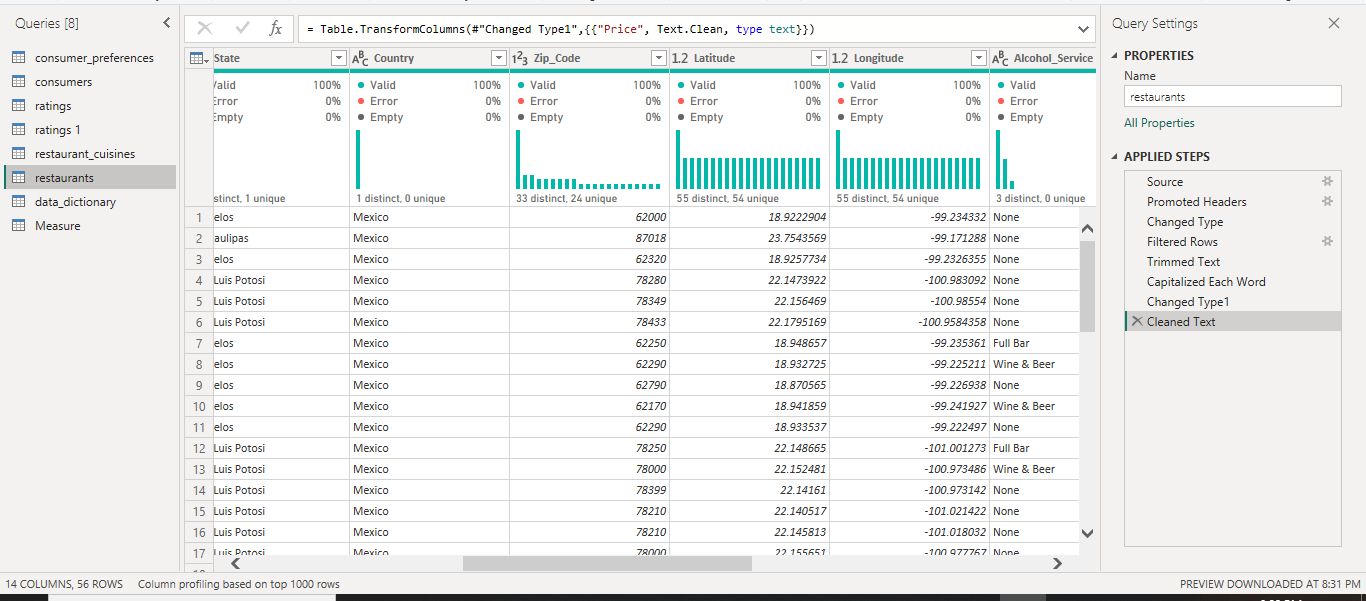 Queries [8]
consumer_preferences
consumers
ratings
ratings 1
restaurant_cuisines
restaurants
data_dictionary
Measure
fx = Table.TransformColumns(#"Changed Type1",{{"Price", Text.Clean, type text}})
State ABC Country 123 Zip_Code 1.2 Latitude 1.2 Longitude ABC Alcohol_Service
Valid 100% Valid 100% Valid 100% Valid 100% Valid 100% Valid
Error 0% Error 0% Error 0% Error 0% Error 0% Error
Empty 0% Empty 0% Empty 0% Empty 0% Empty 0% Empty
stinct, 1 unique 1 distinct, 0 unique 33 distinct, 24 unique 55 distinct, 54 unique 55 distinct, 54 unique 3 distinct, 0 unique
1 elos Mexico 62000 18.9222904 -99.234332 None
2 aulipas Mexico 87018 23.7543569 -99.171288 None
3 elos Mexico 62320 18.9257734 -99.2326355 None
4 Luis Potosi Mexico 78280 22.1473922 -100.983092 None
5 Luis Potosi Mexico 78349 22.156469 -100.98554 None
6 Luis Potosi Mexico 78433 22.1795169 -100.9584358 None
7 elos Mexico 62250 18.948657 -99.235361 Full Bar
8 elos Mexico 62290 18.932725 -99.225211 Wine & Beer
9 elos Mexico 62790 18.870565 -99.226938 None
10 elos Mexico 62170 18.941859 -99.241927 Wine & Beer
11 elos Mexico 62290 18.933537 -99.222497 None
12 Luis Potosi Mexico 78250 22.148665 -101.001273 Full Bar
13 Luis Potosi Mexico 78000 22.152481 -100.973486 Wine & Beer
14 Luis Potosi Mexico 78399 22.14161 -100.973142 None
15 Luis Potosi Mexico 78210 22.140517 -101.021422 None
16 Luis Potosi Mexico 78210 22.145813 -101.018032 None
17 Luis Potosi Mexico 78000 22.155651 -100.977767 None
Query Settings
PROPERTIES
Name
restaurants
All Properties
APPLIED STEPS
Source
Promoted Headers
Changed Type
Filtered Rows
Trimmed Text
Capitalized Each Word
Changed Type1
Cleaned Text
14 COLUMNS, 56 ROWS Column profiling based on top 1000 rows PREVIEW DOWNLOADED AT 8:31 PM